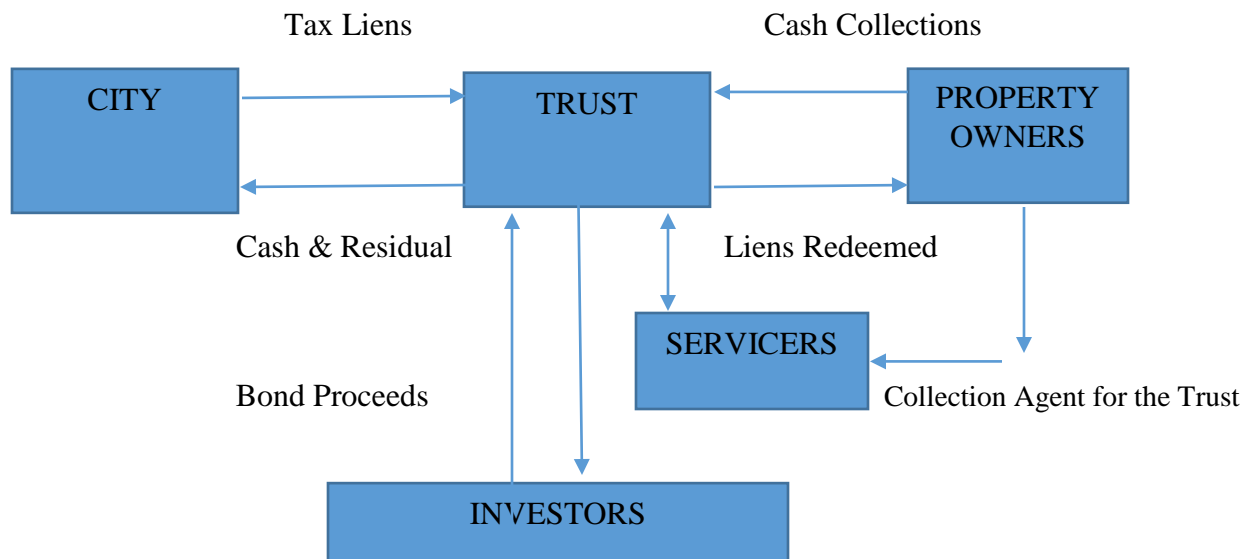 Tax Liens
Cash Collections
CITY
TRUST
PROPERTY
OWNERS
Cash & Residual
Liens Redeemed
SERVICERS
Bond Proceeds
Collection Agent for the Trust
INVESTORS